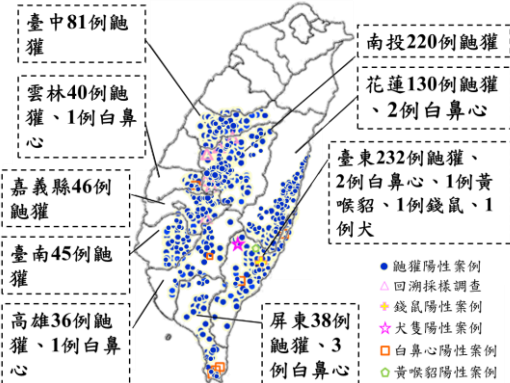 臺中81例鼬
獾
南投220例鼬獾
雲林40例鼬
獾、1例白鼻
心
花蓮130例鼬獾
、2例白鼻心
臺東232例鼬獾、
2例白鼻心、1例黃
喉貂、1例錢鼠、1
例犬
嘉義縣46例
鼬獾
臺南45例鼬
獾
高雄36例鼬
獾、1例白鼻
心
屏東38例
鼬獾、3
例白鼻心
鼬獾陽性案例
回溯採樣調查
錢鼠陽性案例
犬隻陽性案例
白鼻心陽性案例
黃喉貂陽性案例